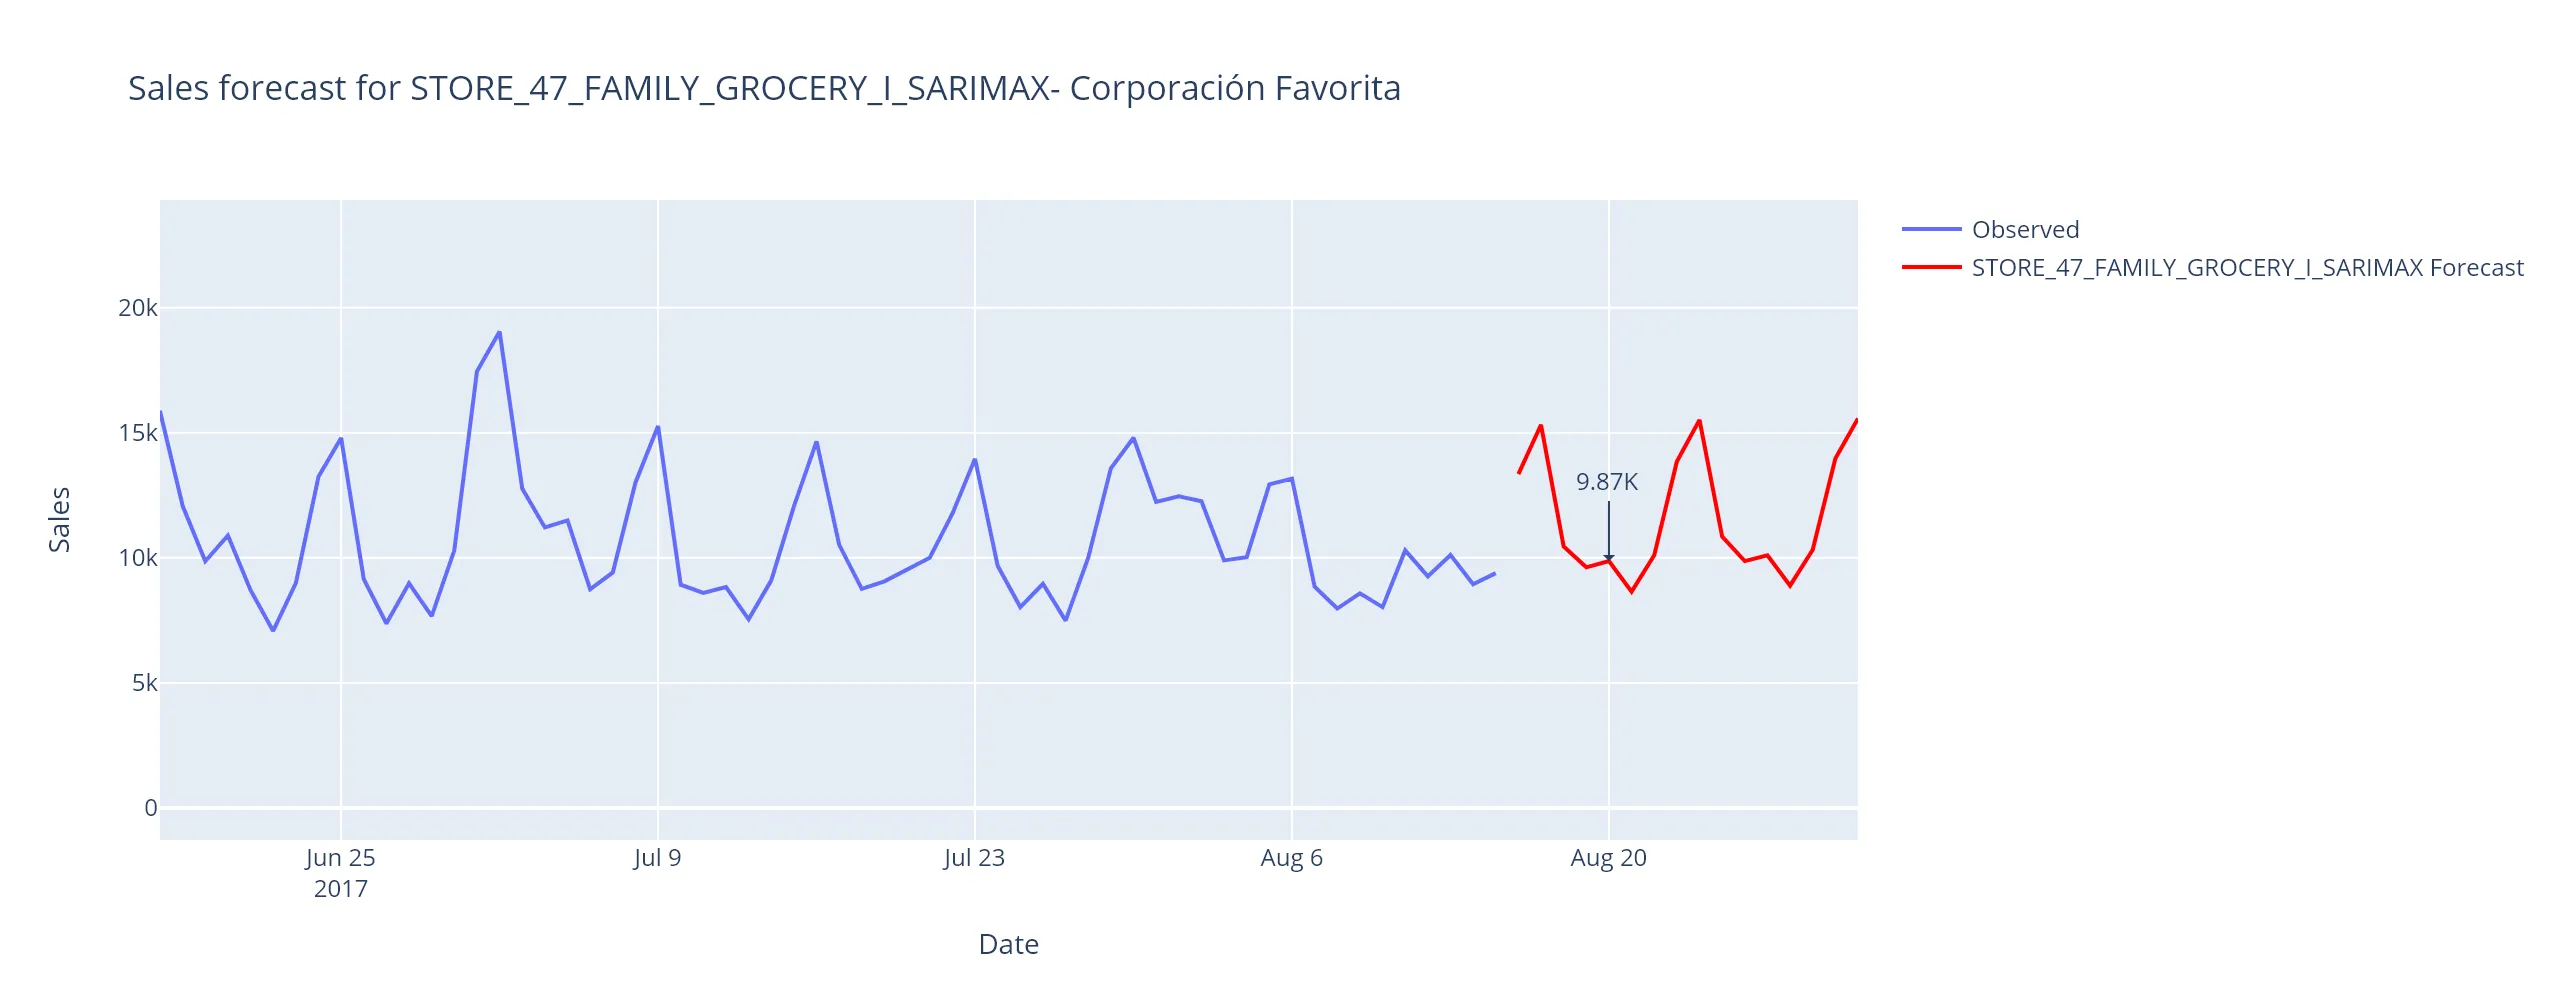 Sales forecast for STORE_47_FAMILY_GROCERY_I_SARIMAX- Corporación Favorita
Observed
STORE_47_FAMILY_GROCERY_I_SARIMAX Forecast
20k
15k
10k
5k
0
Sales
9.87K
Jun 25
2017
Jul 9
Jul 23
Aug 6
Aug 20
Date